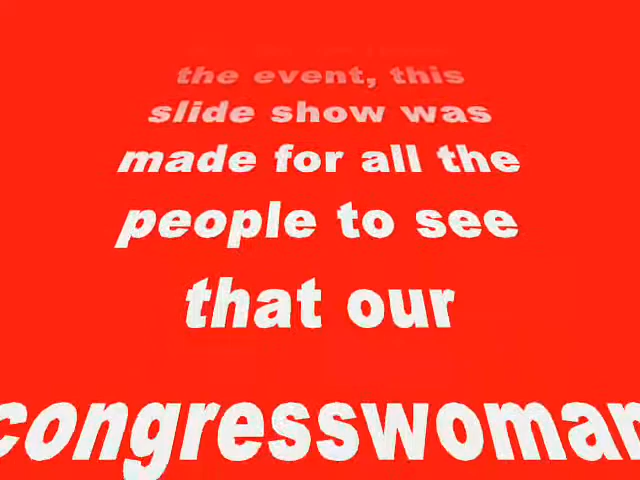 the event, this
slide show was
made for all the
people to see
that our
congresswoman